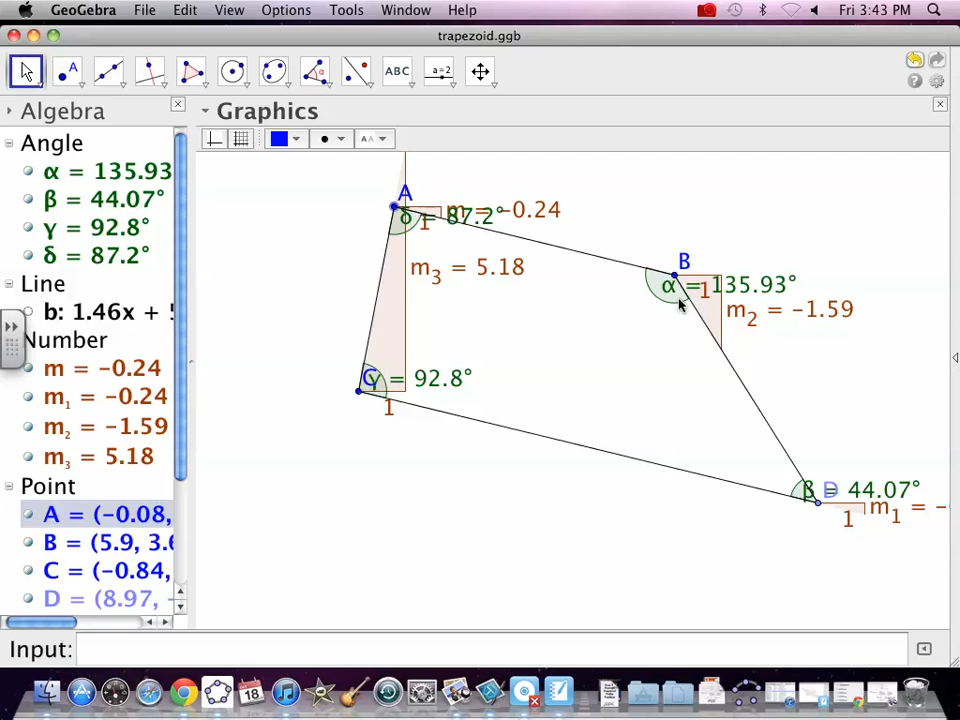 GeoGebra File Edit View Options Tools Window Help Fri 3:43 PM
trapezoid.ggb
A ABC a=2
Algebra
Graphics
AA
Angle
α = 135.93
β = 44.07°
γ = 92.8°
δ = 87.2°
Line
b: 1.46x +
Number
m = −0.24
m₁ = −0.24
m₂ = −1.59
m₃ = 5.18
Point
A = (−0.08,
B = (5.9, 3.
C = (−0.84,
D = (8.97,
A
δ = 87.2°
m = −0.24
1
m₃ = 5.18
B
α = 135.93°
1
m₂ = −1.59
C
γ = 92.8°
1
β = 44.07°
D
m₁ = −
1
Input:
18